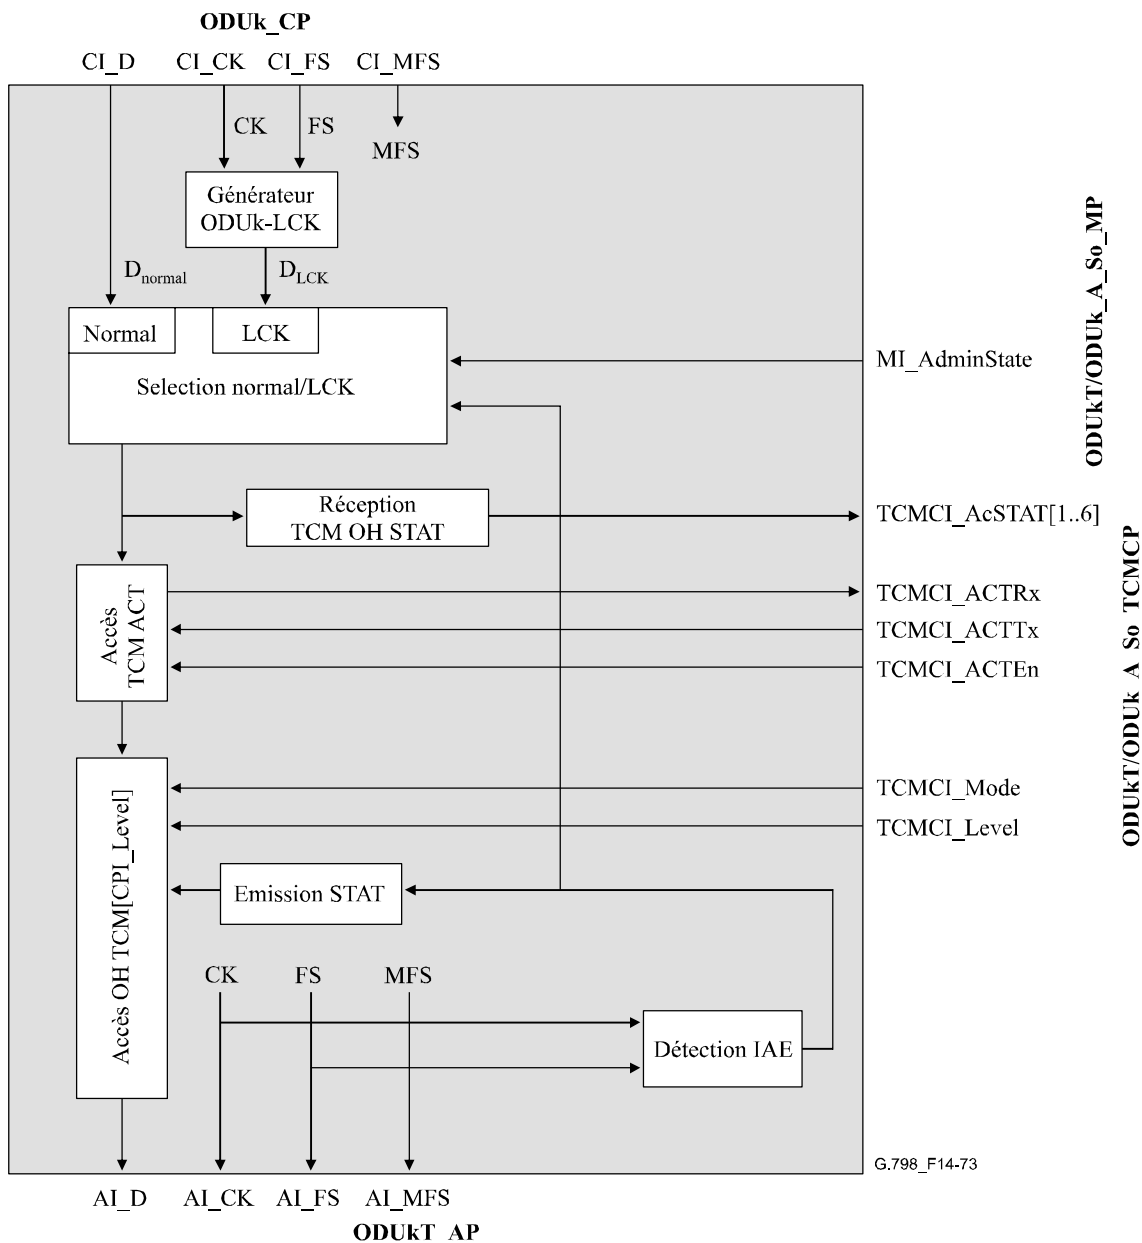 ODUk_CP
CI_D CI_CK CI_FS CI_MFS
CK FS
MFS
Générateur
ODUk-LCK
Dnormal DLCK
Normal LCK
Selection normal/LCK
MI_AdminState
ODUkT/ODUk_A_So_MP
Réception
TCM OH STAT
TCMCI_AcSTAT[1..6]
Accès
TCM ACT
TCMCI_ACTRx
TCMCI_ACTTx
TCMCI_ACTEn
ODUkT/ODUk_A_So_TCMCP
Accès OH TCM[CPI_Level]
TCMCI_Mode
TCMCI_Level
Emission STAT
CK FS MFS
Détection IAE
G.798_F14-73
AI_D AI_CK AI_FS AI_MFS
ODUkT_AP